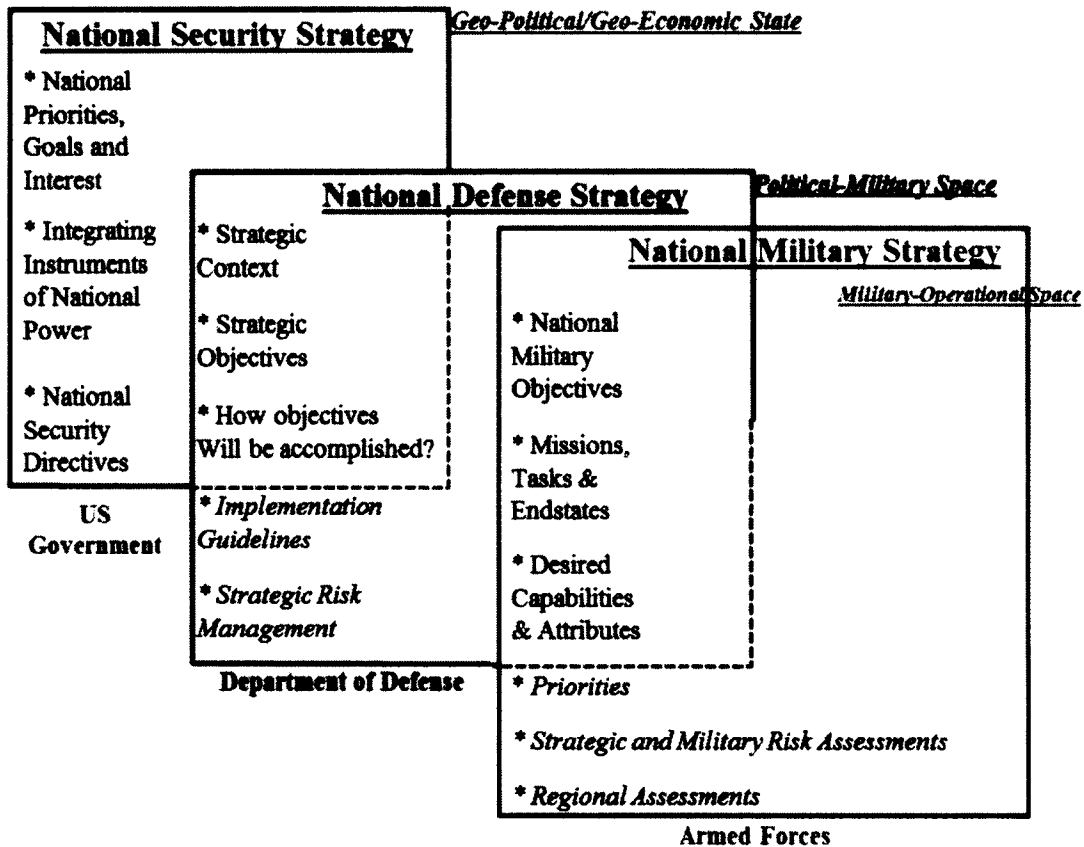 National Security Strategy
Geo-Political/Geo-Economic State
* National
Priorities,
Goals and
Interest
* Integrating
Instruments
of National
Power
* National
Security
Directives
US
Government
National Defense Strategy
Political-Military Space
* Strategic
Context
* Strategic
Objectives
* How objectives
Will be accomplished?
* Implementation
Guidelines
* Strategic Risk
Management
Department of Defense
National Military Strategy
Military-Operational Space
* National
Military
Objectives
* Missions,
Tasks &
Endstates
* Desired
Capabilities
& Attributes
* Priorities
* Strategic and Military Risk Assessments
* Regional Assessments
Armed Forces